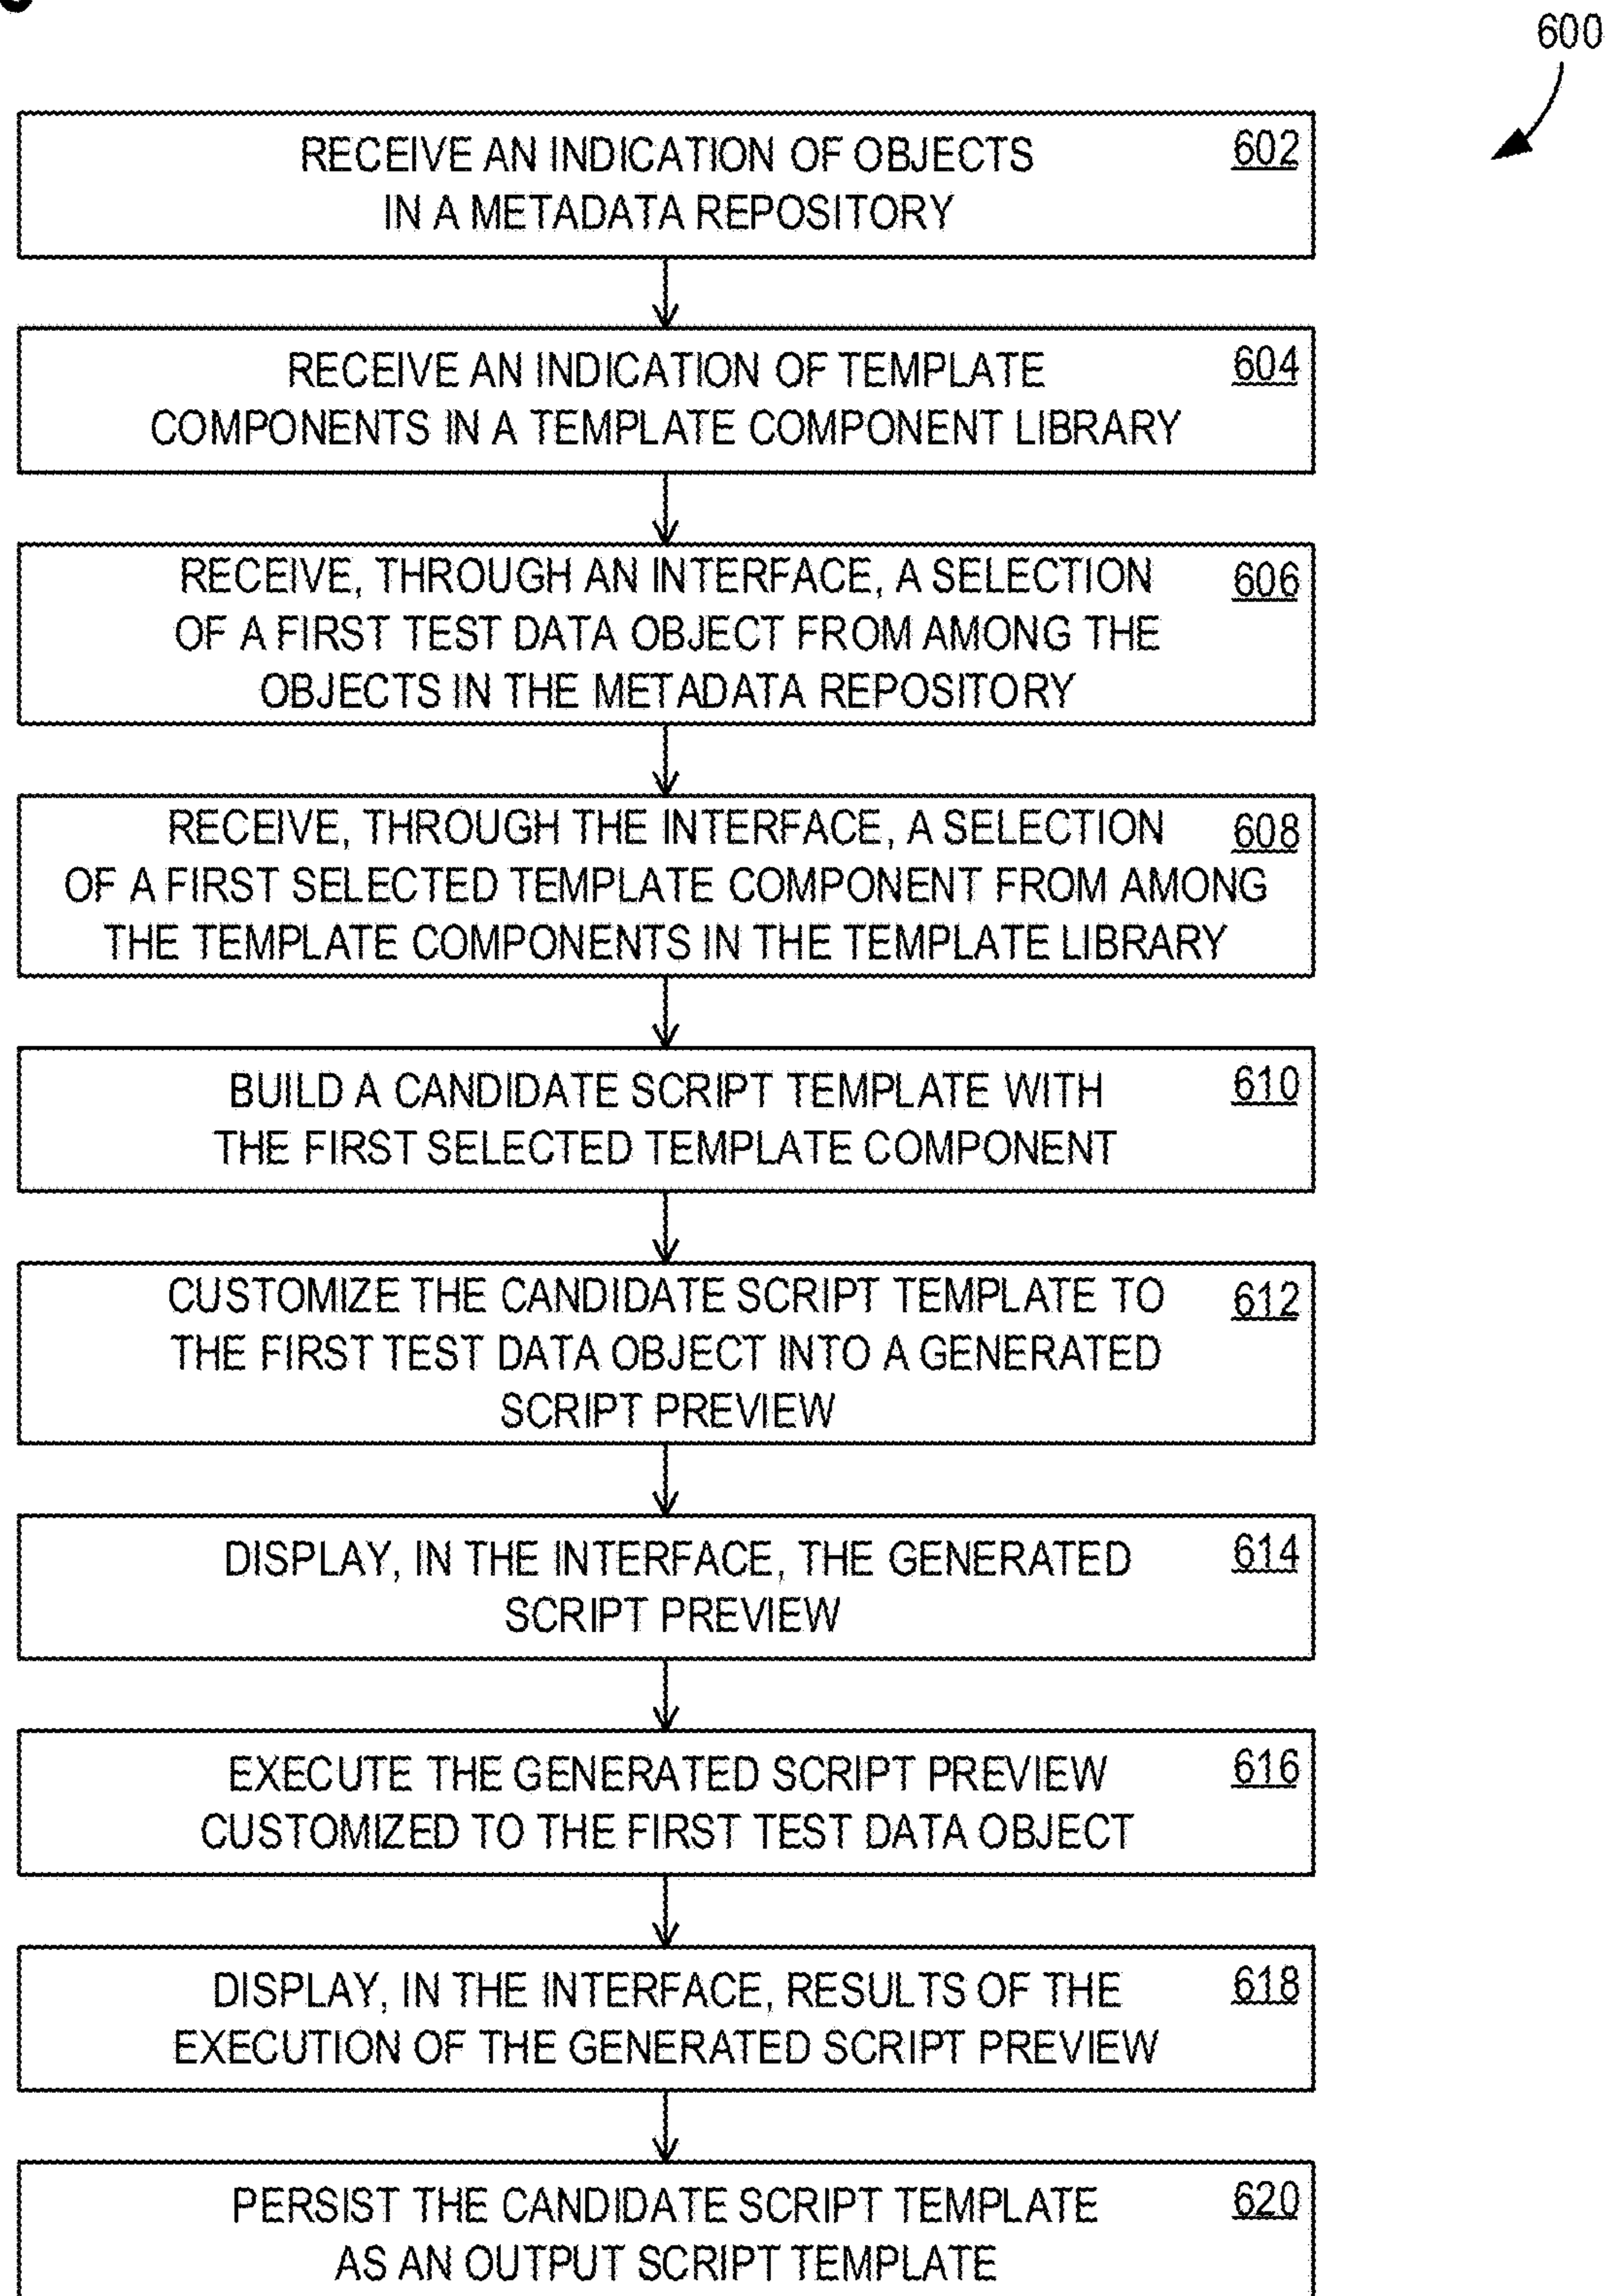 600
RECEIVE AN INDICATION OF OBJECTS
602
IN A METADATA REPOSITORY
RECEIVE AN INDICATION OF TEMPLATE
604
COMPONENTS IN A TEMPLATE COMPONENT LIBRARY
RECEIVE, THROUGH AN INTERFACE, A SELECTION
606
OF A FIRST TEST DATA OBJECT FROM AMONG THE
OBJECTS IN THE METADATA REPOSITORY
RECEIVE, THROUGH THE INTERFACE, A SELECTION
608
OF A FIRST SELECTED TEMPLATE COMPONENT FROM AMONG
THE TEMPLATE COMPONENTS IN THE TEMPLATE LIBRARY
BUILD A CANDIDATE SCRIPT TEMPLATE WITH
610
THE FIRST SELECTED TEMPLATE COMPONENT
CUSTOMIZE THE CANDIDATE SCRIPT TEMPLATE TO
612
THE FIRST TEST DATA OBJECT INTO A GENERATED
SCRIPT PREVIEW
DISPLAY, IN THE INTERFACE, THE GENERATED
614
SCRIPT PREVIEW
EXECUTE THE GENERATED SCRIPT PREVIEW
616
CUSTOMIZED TO THE FIRST TEST DATA OBJECT
DISPLAY, IN THE INTERFACE, RESULTS OF THE
618
EXECUTION OF THE GENERATED SCRIPT PREVIEW
PERSIST THE CANDIDATE SCRIPT TEMPLATE
620
AS AN OUTPUT SCRIPT TEMPLATE